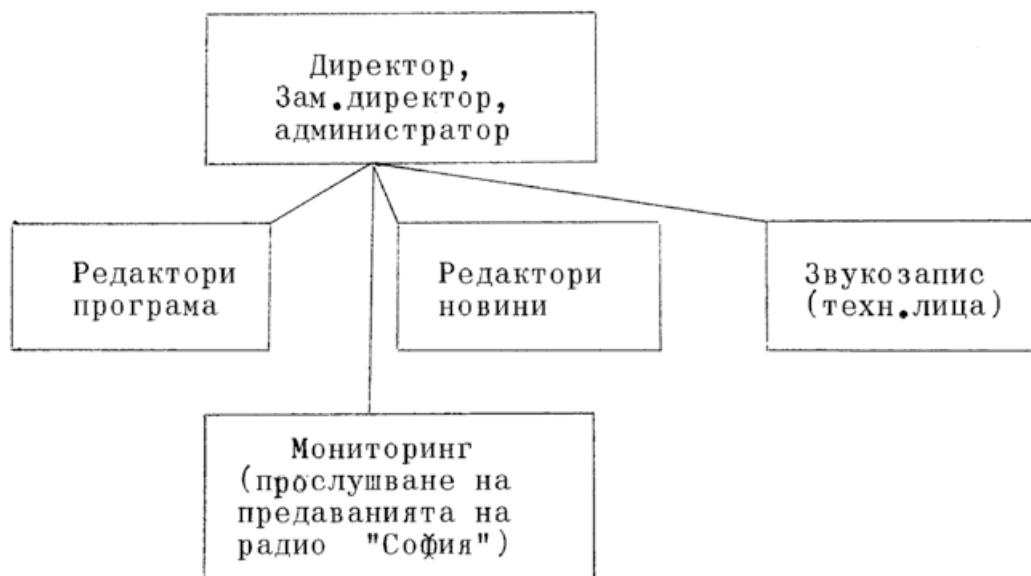 Директор,
Зам.директор,
администратор
Редактори
програма
Редактори
новини
Звукозапис
(техн.лица)
Мониторинг
(прослушване на
предаванията на
радио "София")